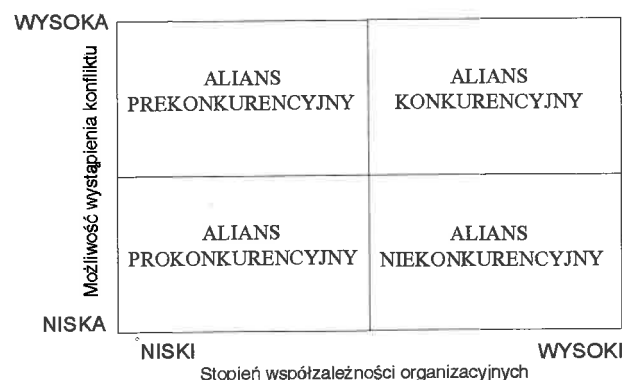 WYSOKA
Możliwość wystąpienia konfliktu
ALIANS
PREKONKURENCYJNY
ALIANS
KONKURENCYJNY
ALIANS
PROKONKURENCYJNY
ALIANS
NIEKONKURENCYJNY
NISKA
NISKI
WYSOKI
Stopień współzależności organizacyjnych